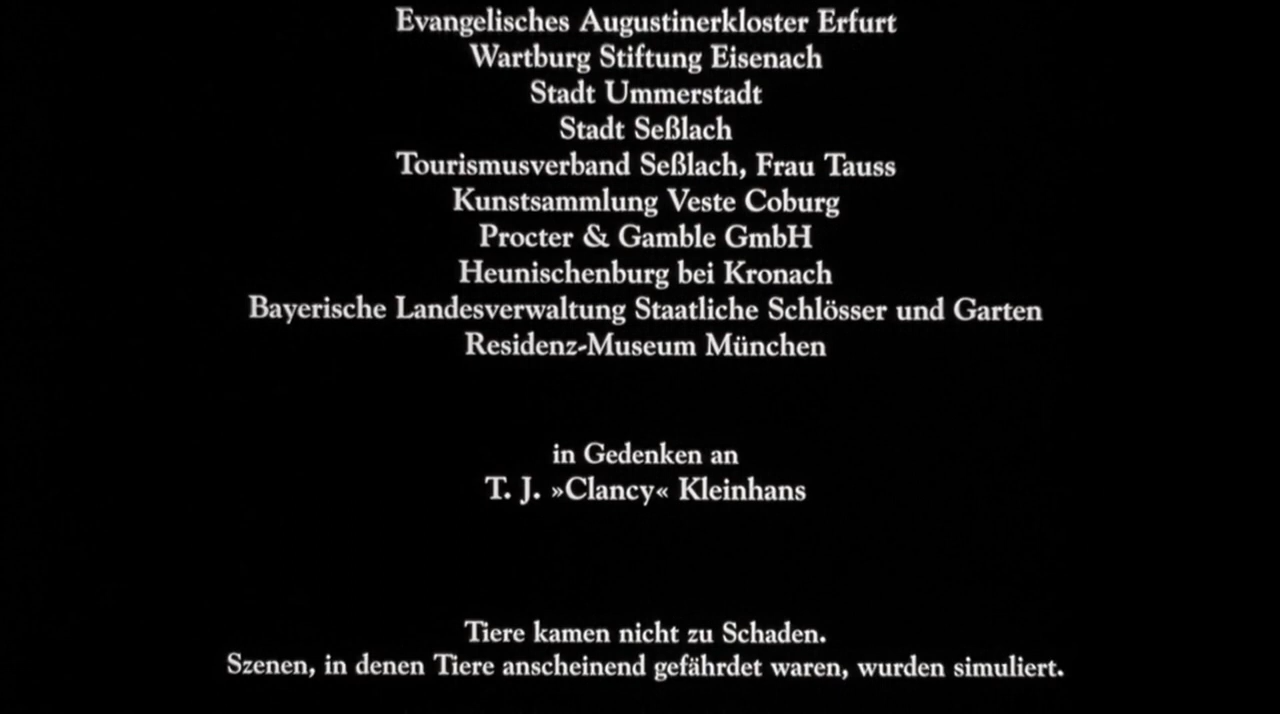 Evangelisches Augustinerkloster Erfurt
Wartburg Stiftung Eisenach
Stadt Ummerstadt
Stadt Seßlach
Tourismusverband Seßlach, Frau Tauss
Kunstsammlung Veste Coburg
Procter & Gamble GmbH
Heunischenburg bei Kronach
Bayerische Landesverwaltung Staatliche Schlösser und Garten
Residenz-Museum München
in Gedenken an
T. J. »Clancy« Kleinhans
Tiere kamen nicht zu Schaden.
Szenen, in denen Tiere anscheinend gefährdet waren, wurden simuliert.